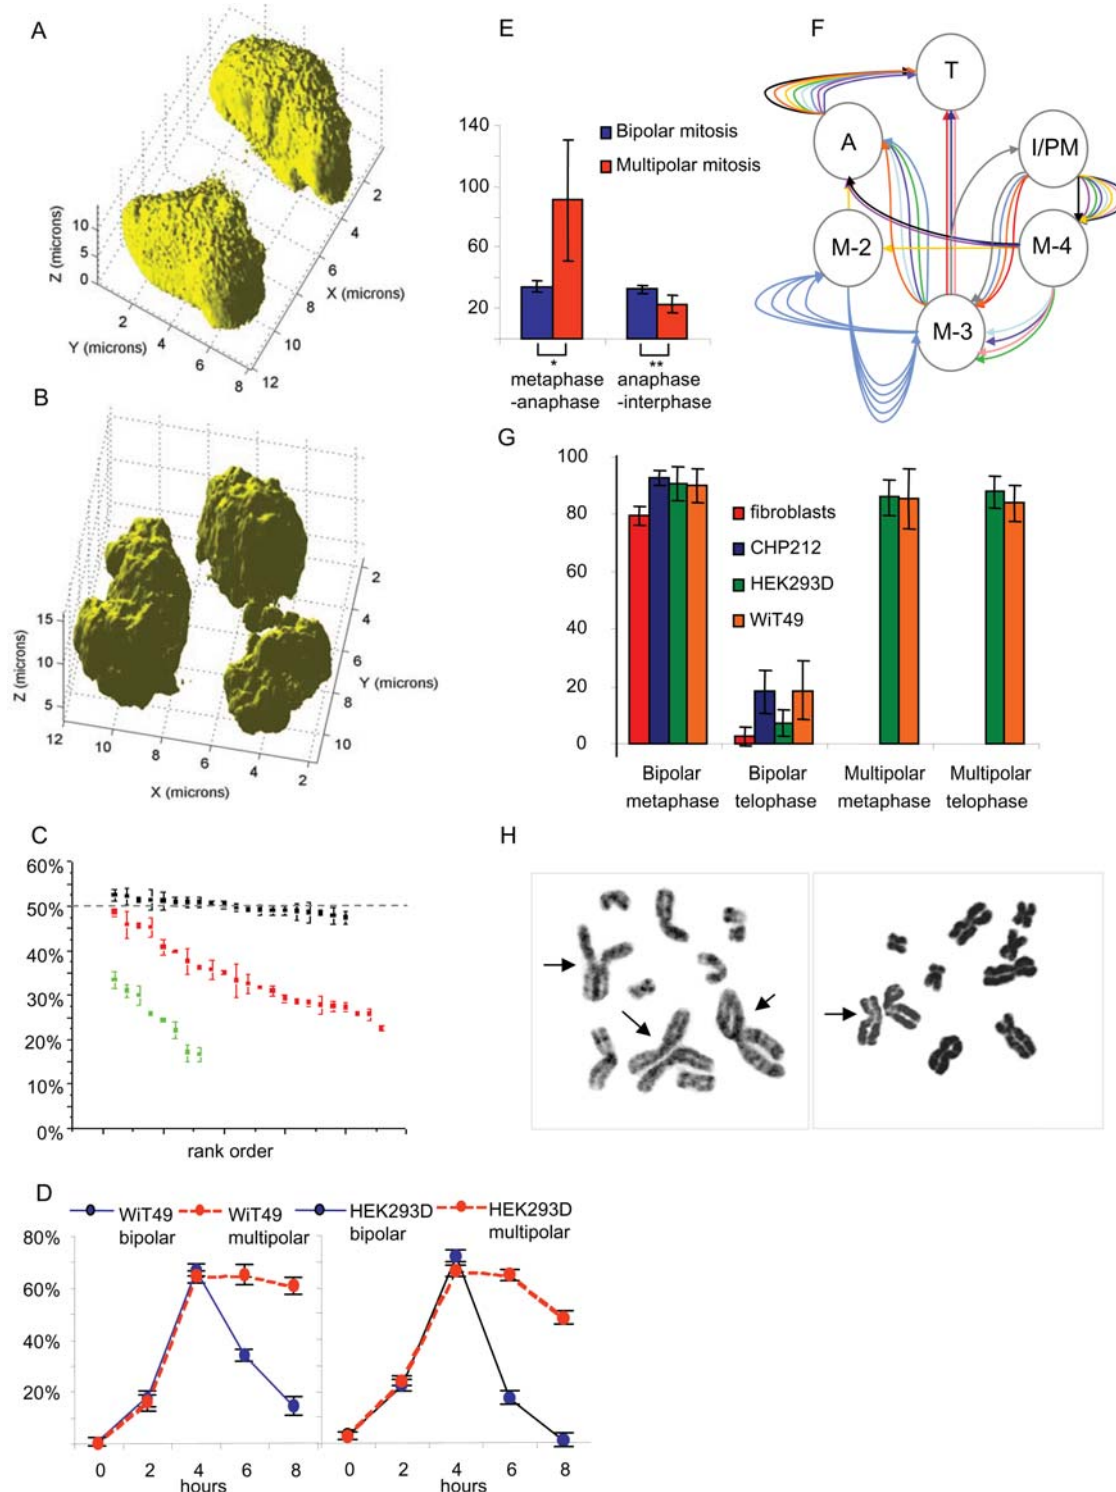 A
Z (microns)
10
5
0
2
4
6
8
Y (microns)
2
4
6
8
10
12
X (microns)
B
Z (microns)
15
10
5
12
10
8
6
4
2
X (microns)
2
4
6
8
10
Y (microns)
C
60%
50%
40%
30%
20%
10%
0%
rank order
D
WiT49 bipolar
WiT49 multipolar
HEK293D bipolar
HEK293D multipolar
80%
60%
40%
20%
0 2 4 6 8
hours
0 2 4 6 8
hours
E
140
100
60
20
Bipolar mitosis
Multipolar mitosis
* **
metaphase -anaphase
anaphase -interphase
F
T
A
I/PM
M-2
M-4
M-3
G
100
80
60
40
20
0
fibroblasts
CHP212
HEK293D
WiT49
Bipolar metaphase
Bipolar telophase
Multipolar metaphase
Multipolar telophase
H